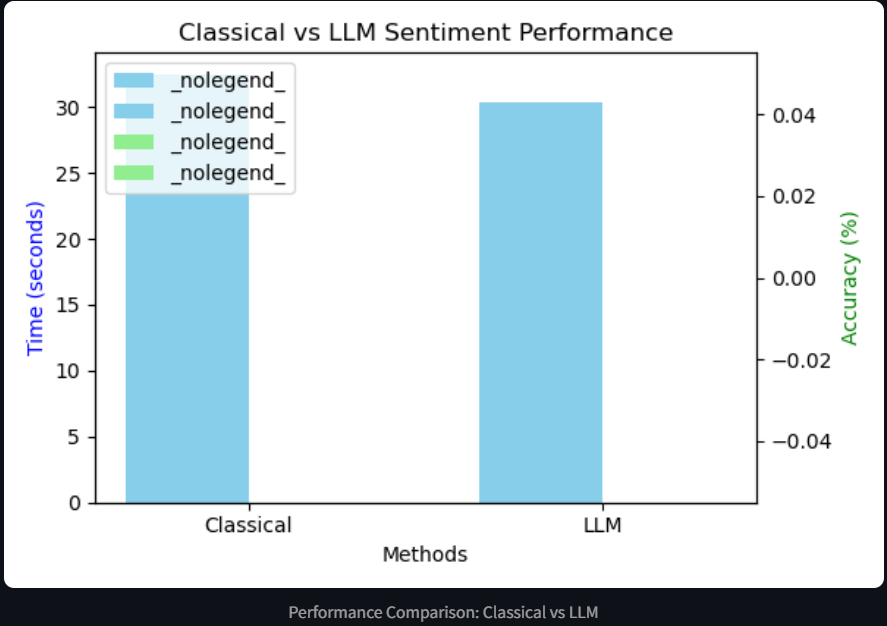 Classical vs LLM Sentiment Performance
_nolegend_
_nolegend_
_nolegend_
_nolegend_
30
25
20
15
10
5
0
Time (seconds)
0.04
0.02
0.00
−0.02
−0.04
Accuracy (%)
Classical
LLM
Methods
Performance Comparison: Classical vs LLM